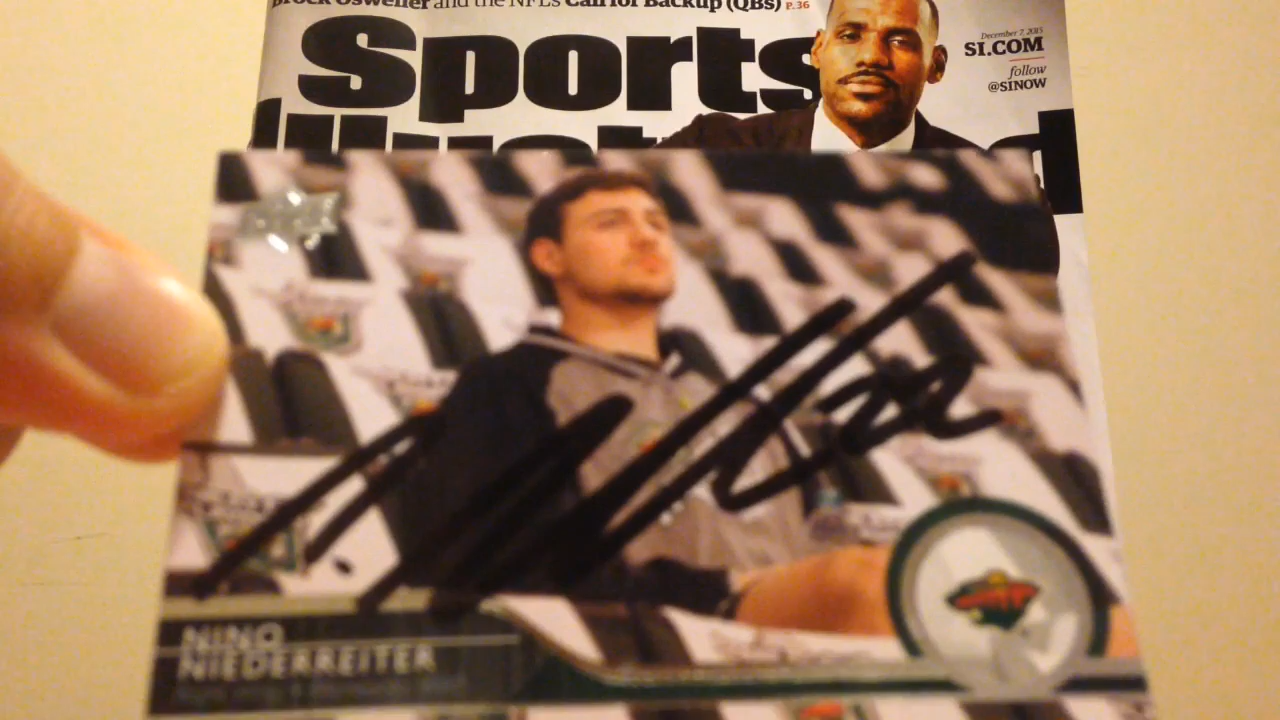 Brock Osweiler and the NFL's Call for Backup (QBs) P.36
Sports
Illustrated
December 7, 2015
SI.COM
follow
@SINOW
NINO
NIEDERREITER